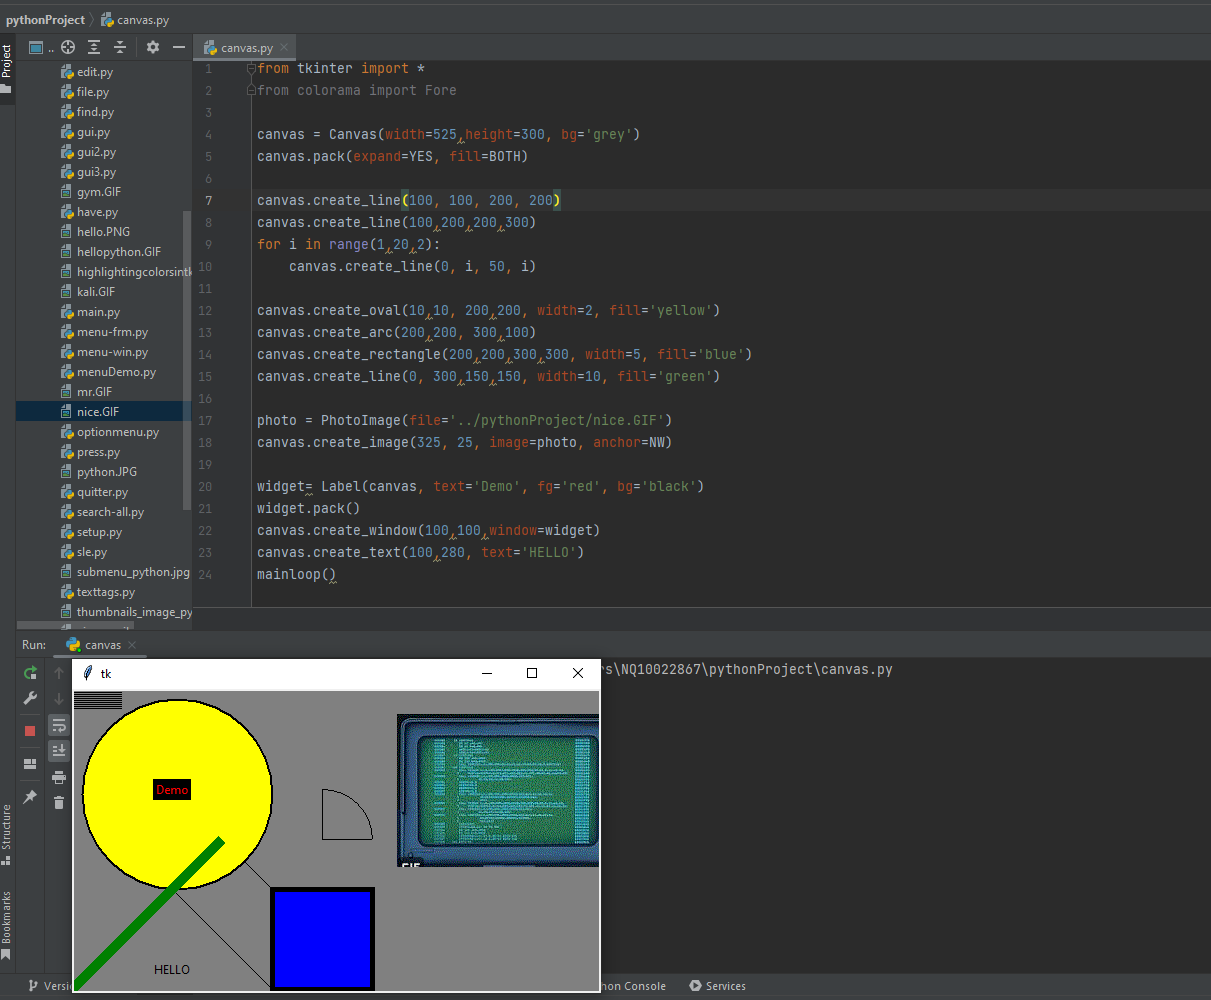 pythonProject canvas.py
Project
..
canvas.py
edit.py
file.py
find.py
gui.py
gui2.py
gui3.py
gym.GIF
have.py
hello.PNG
hellopython.GIF
highlightingcolorsintk
kali.GIF
main.py
menu-frm.py
menu-win.py
menuDemo.py
mr.GIF
nice.GIF
optionmenu.py
press.py
python.JPG
quitter.py
search-all.py
setup.py
sle.py
submenu_python.jpg
texttags.py
thumbnails_image_py
1 from tkinter import *
2 from colorama import Fore
3
4 canvas = Canvas(width=525,height=300, bg='grey')
5 canvas.pack(expand=YES, fill=BOTH)
6
7 canvas.create_line(100, 100, 200, 200)
8 canvas.create_line(100,200,200,300)
9 for i in range(1,20,2):
10     canvas.create_line(0, i, 50, i)
11
12 canvas.create_oval(10,10, 200,200, width=2, fill='yellow')
13 canvas.create_arc(200,200, 300,100)
14 canvas.create_rectangle(200,200,300,300, width=5, fill='blue')
15 canvas.create_line(0, 300,150,150, width=10, fill='green')
16
17 photo = PhotoImage(file='../pythonProject/nice.GIF')
18 canvas.create_image(325, 25, image=photo, anchor=NW)
19
20 widget= Label(canvas, text='Demo', fg='red', bg='black')
21 widget.pack()
22 canvas.create_window(100,100,window=widget)
23 canvas.create_text(100,280, text='HELLO')
24 mainloop()
Run: canvas
rs\NQ10022867\pythonProject\canvas.py
tk
Demo
GIF
HELLO
Structure
Bookmarks
Versi
hon Console
Services